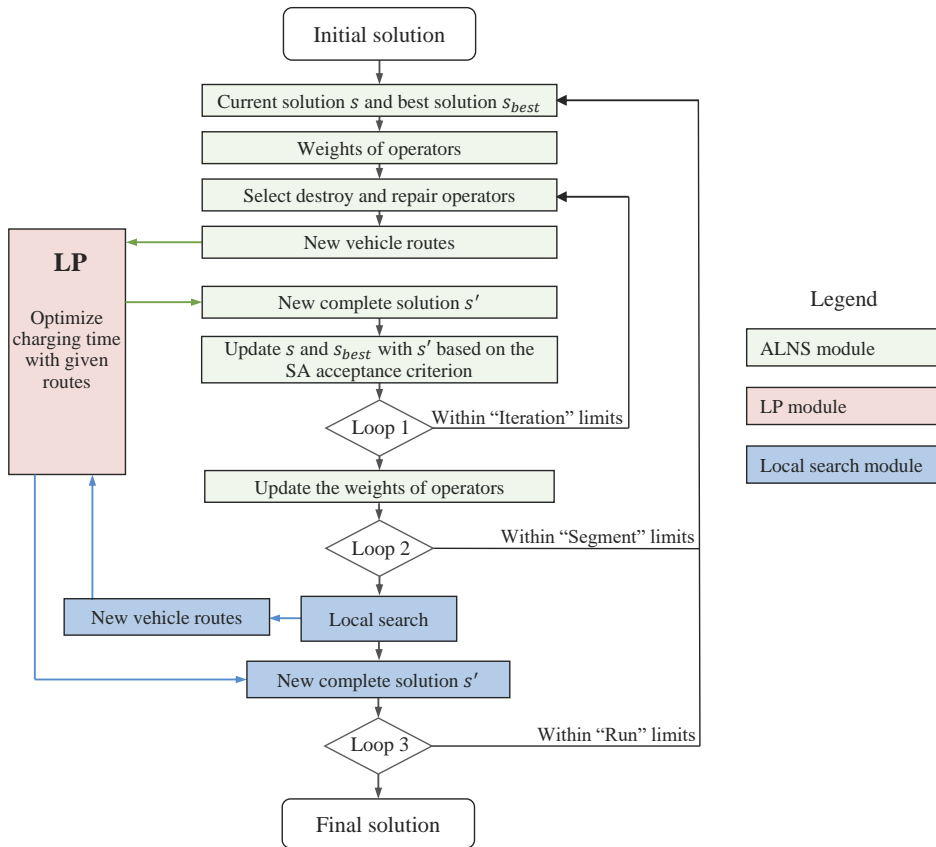 Initial solution
Current solution s and best solution s_best
Weights of operators
Select destroy and repair operators
New vehicle routes
LP
Optimize
charging time
with given
routes
New complete solution s′
Update s and s_best with s′ based on the
SA acceptance criterion
Loop 1
Within “Iteration” limits
Update the weights of operators
Loop 2
Within “Segment” limits
New vehicle routes
Local search
New complete solution s′
Loop 3
Within “Run” limits
Final solution
Legend
ALNS module
LP module
Local search module